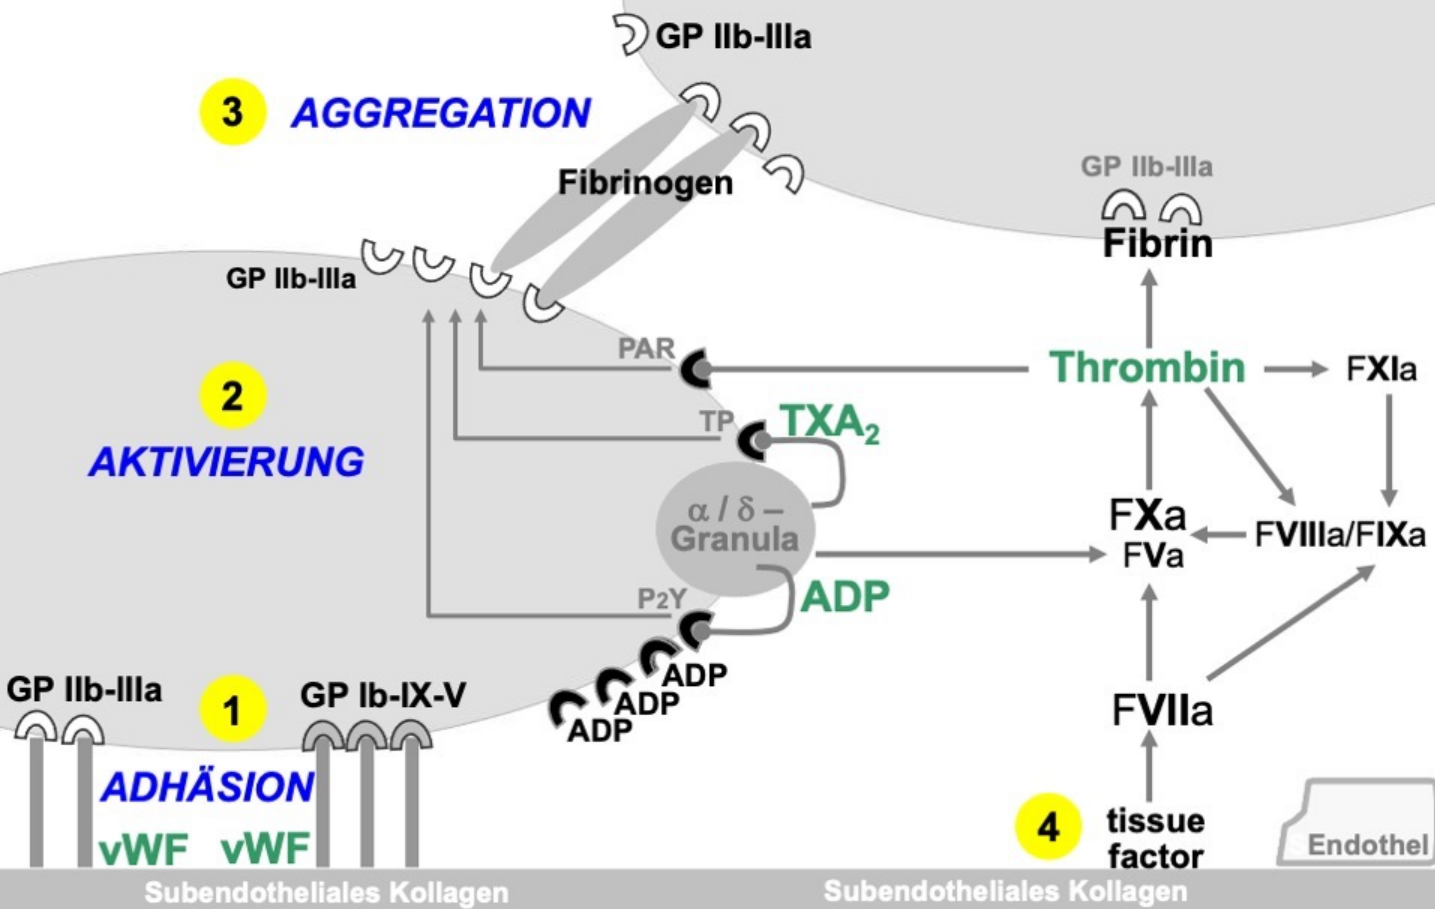 GP IIb-IIIa
3 AGGREGATION
Fibrinogen
GP IIb-IIIa
Fibrin
GP IIb-IIIa
PAR
Thrombin
FXIa
2
AKTIVIERUNG
TP
TXA2
α / δ –
Granula
FXa
FVa
FVIIIa/FIXa
P2Y
ADP
ADP
ADP
ADP
GP IIb-IIIa
1
GP Ib-IX-V
FVIIa
ADHÄSION
vWF vWF
4
tissue
factor
Endothel
Subendotheliales Kollagen
Subendotheliales Kollagen